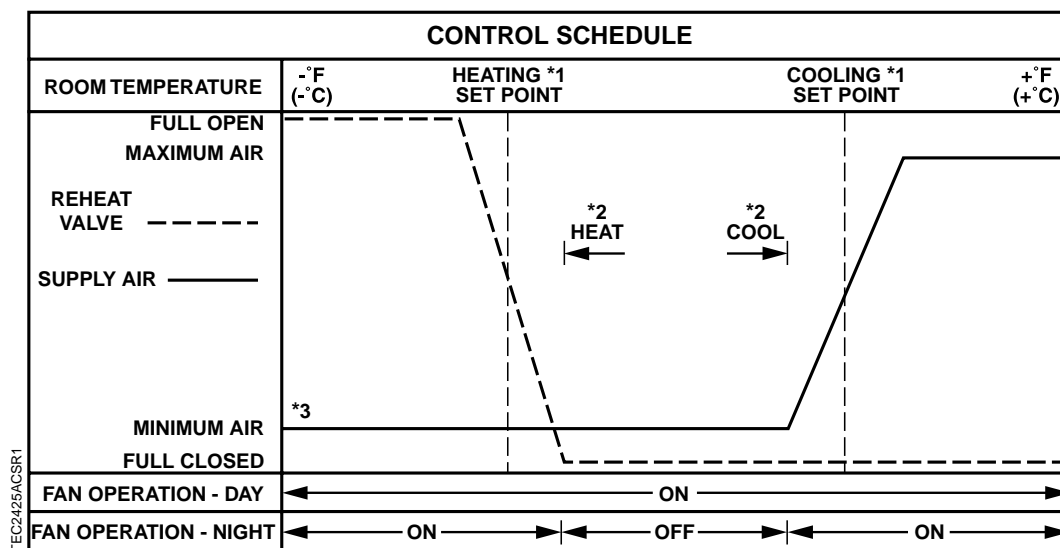 CONTROL SCHEDULE
ROOM TEMPERATURE
-°F
(-°C)
HEATING *1
SET POINT
COOLING *1
SET POINT
+°F
(+°C)
FULL OPEN
MAXIMUM AIR
REHEAT
VALVE
SUPPLY AIR
*2
HEAT
*2
COOL
*3
MINIMUM AIR
FULL CLOSED
FAN OPERATION - DAY
ON
FAN OPERATION - NIGHT
ON
OFF
ON
TEC2425ACSR1